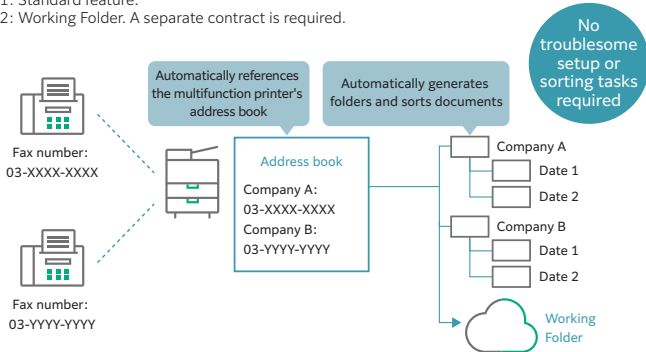 1: Standard feature.
2: Working Folder. A separate contract is required.
No
troublesome
setup or
sorting tasks
required
Automatically references
the multifunction printer's
address book
Automatically generates
folders and sorts documents
Fax number:
03-XXXX-XXXX
Address book
Company A:
03-XXXX-XXXX
Company B:
03-YYYY-YYYY
Company A
Date 1
Date 2
Company B
Date 1
Date 2
Fax number:
03-YYYY-YYYY
Working
Folder